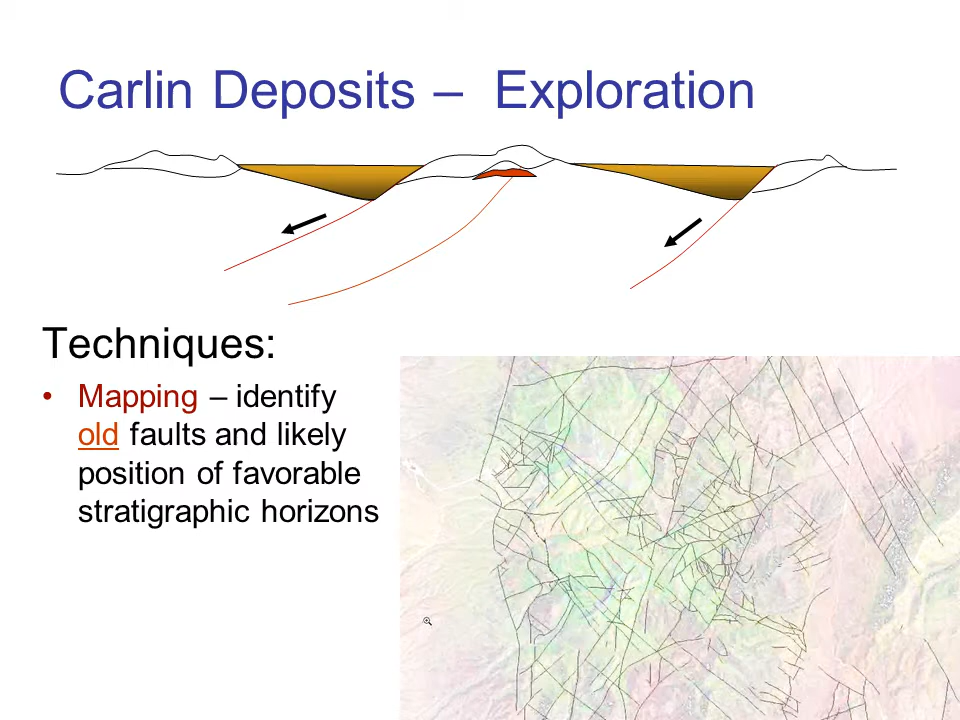 Carlin Deposits –  Exploration
Techniques:
• Mapping – identify
old faults and likely
position of favorable
stratigraphic horizons